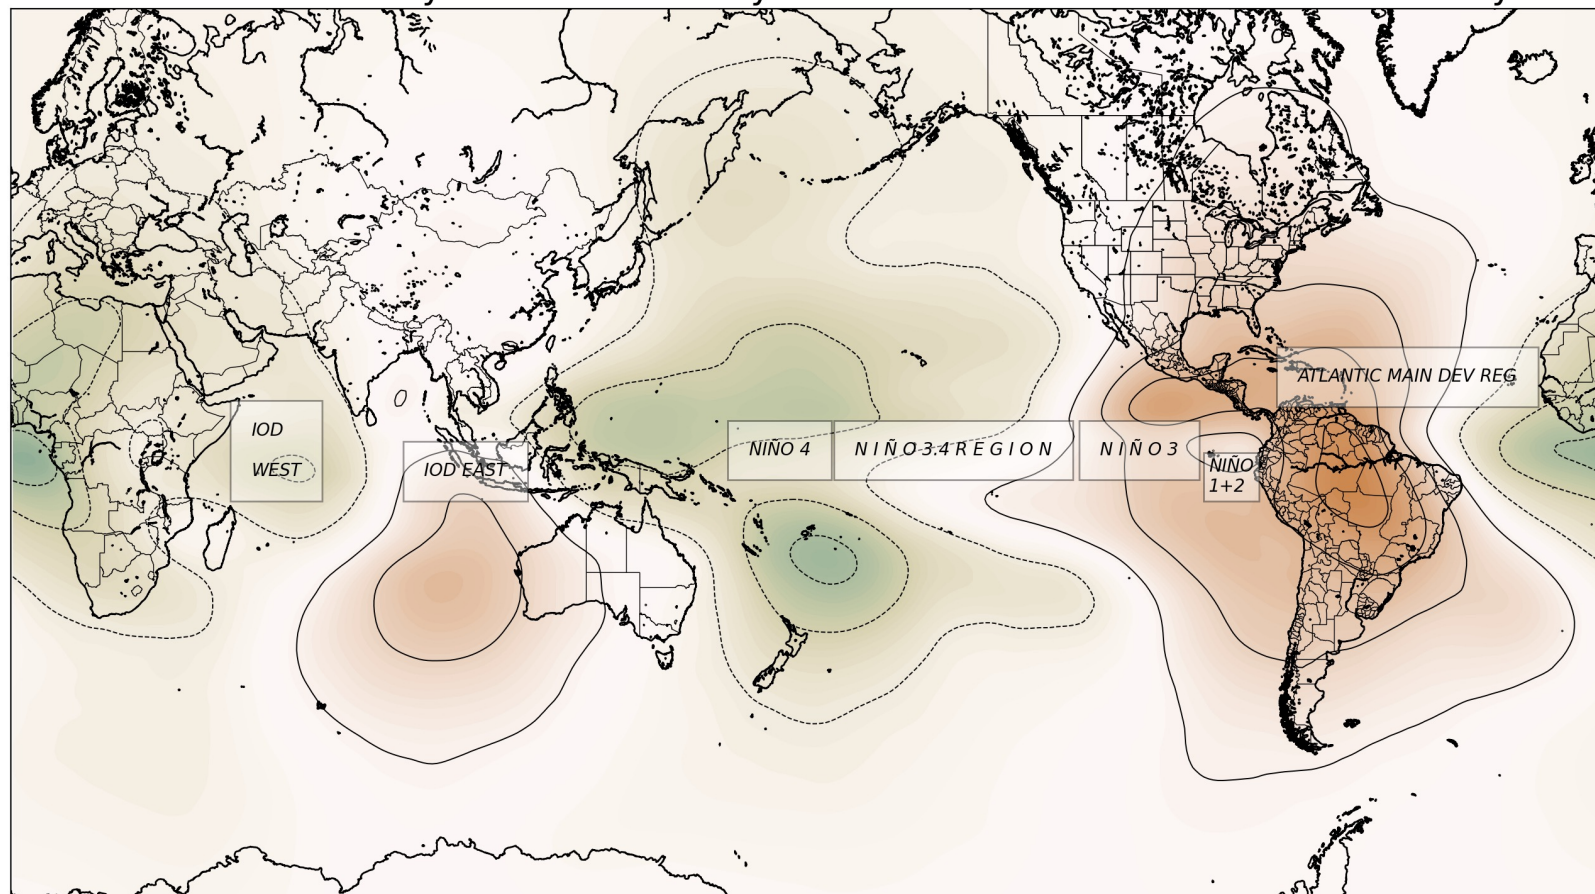 ATLANTIC MAIN DEV REG
IOD
WEST
IOD EAST
NIÑO 4
N I Ñ O 3.4 R E G I O N
N I Ñ O 3
NIÑO
1+2